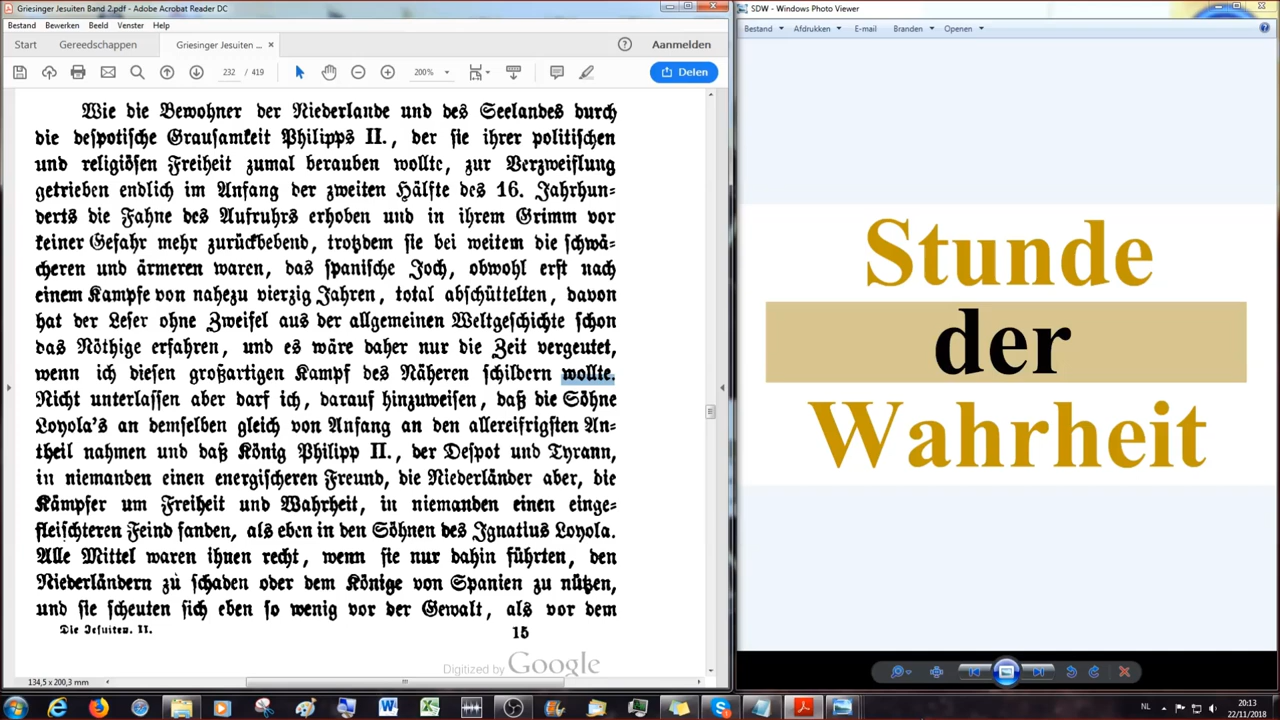 Griesinger Jesuiten Band 2.pdf - Adobe Acrobat Reader DC
Bestand Bewerken Beeld Venster Help
Start Gereedschappen Griesinger Jesuiten ... × Aanmelden
232 / 419 200% Delen
Wie die Bewohner der Niederlande und des Seelandes durch
die despotische Grausamkeit Philipps II., der sie ihrer politischen
und religiösen Freiheit zumal berauben wollte, zur Verzweiflung
getrieben endlich im Anfang der zweiten Hälfte des 16. Jahrhun-
derts die Fahne des Aufruhrs erhoben und in ihrem Grimm vor
keiner Gefahr mehr zurückbebend, trotzdem sie bei weitem die schwä-
cheren und ärmeren waren, das spanische Joch, obwohl erst nach
einem Kampfe von nahezu vierzig Jahren, total abschüttelten, davon
hat der Leser ohne Zweifel aus der allgemeinen Weltgeschichte schon
das Nöthige erfahren, und es wäre daher nur die Zeit vergeutet,
wenn ich diesen großartigen Kampf des Näheren schildern wollte.
Nicht unterlassen aber darf ich, darauf hinzuweisen, daß die Söhne
Loyola's an demselben gleich von Anfang an den allereifrigsten An-
theil nahmen und daß König Philipp II., der Despot und Tyrann,
in niemanden einen energischeren Freund, die Niederländer aber, die
Kämpfer um Freiheit und Wahrheit, in niemanden einen einge-
fleischteren Feind fanden, als eben in den Söhnen des Ignatius Loyola.
Alle Mittel waren ihnen recht, wenn sie nur dahin führten, den
Niederländern zu schaden oder dem Könige von Spanien zu nützen,
und sie scheuten sich eben so wenig vor der Gewalt, als vor dem
Die Jesuiten. II. 15
Digitized by Google
134,5 x 200,3 mm
SDW - Windows Photo Viewer
Bestand Afdrukken E-mail Branden Openen
Stunde
der
Wahrheit
NL 20:13
22/11/2018